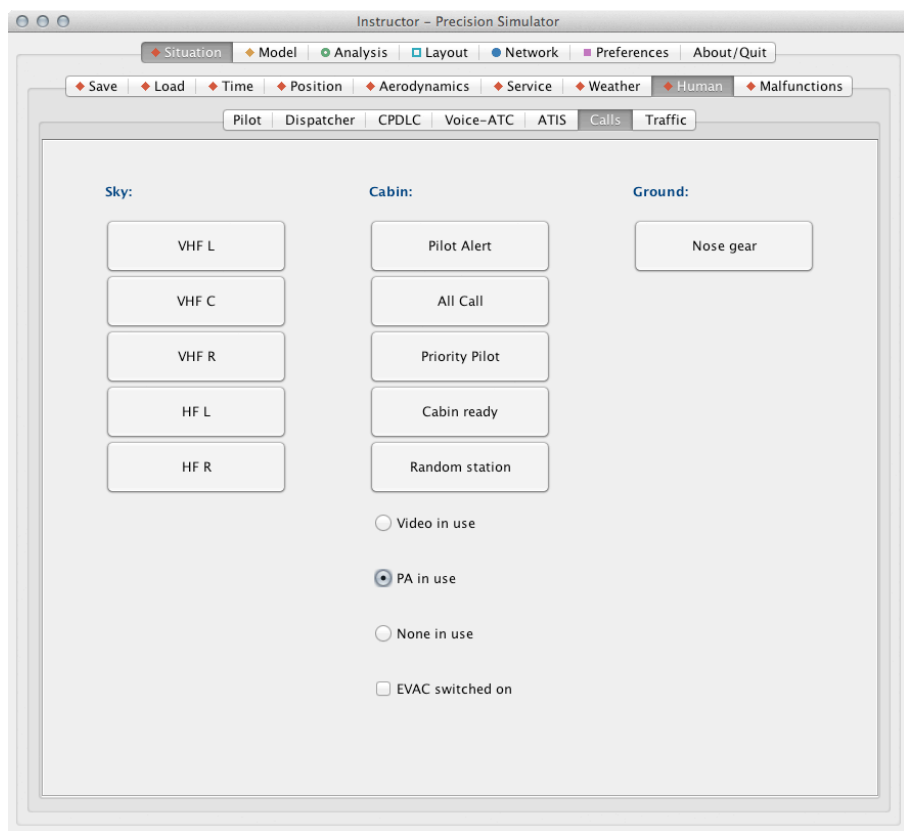 Instructor – Precision Simulator
Situation Model Analysis Layout Network Preferences About/Quit
Save Load Time Position Aerodynamics Service Weather Human Malfunctions
Pilot Dispatcher CPDLC Voice-ATC ATIS Calls Traffic
Sky: Cabin: Ground:
VHF L Pilot Alert Nose gear
VHF C All Call
VHF R Priority Pilot
HF L Cabin ready
HF R Random station
Video in use
PA in use
None in use
EVAC switched on